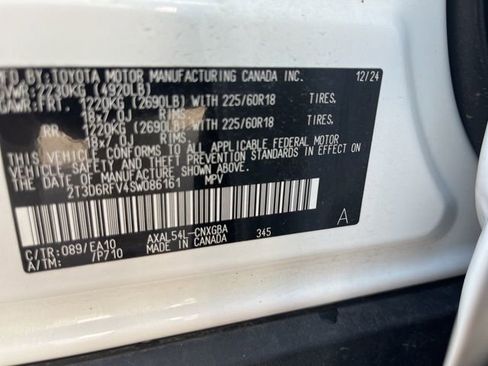 MFD. BY: TOYOTA MOTOR MANUFACTURING CANADA INC. 12/24
GVWR: 2230KG (4920LB)
GAWR: FRT. 1220KG (2690LB) WITH 225/60R18 TIRES.
18x7.0J RIMS.
RR. 1220KG (2690LB) WITH 225/60R18 TIRES.
18x7.0J RIMS.
THIS VEHICLE CONFORMS TO ALL APPLICABLE FEDERAL MOTOR
VEHICLE SAFETY AND THEFT PREVENTION STANDARDS IN EFFECT
ON THE DATE OF MANUFACTURE SHOWN ABOVE.
2T3D6RFV4SW086161 MPV
A
C/TR: 089/EA10 AXAL54L-CNXGBA 345
A/TM: /P710 MADE IN CANADA